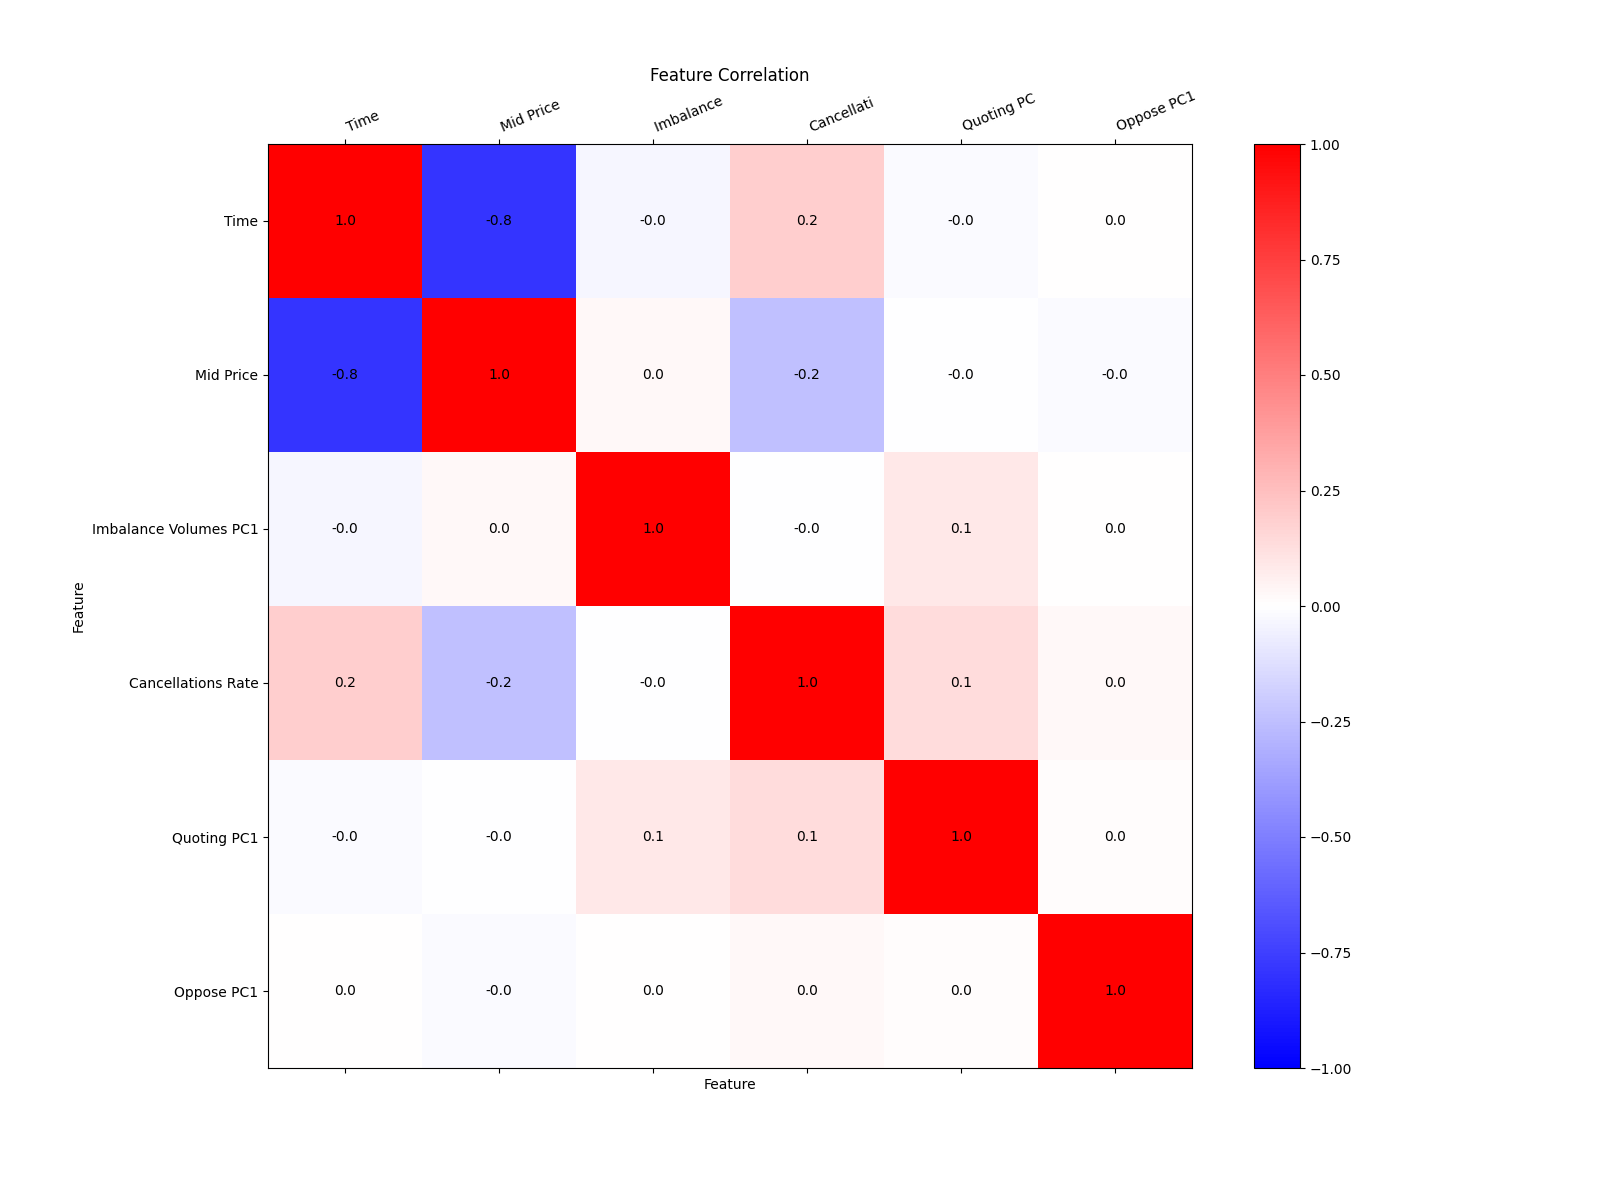 Feature Correlation
Time Mid Price Imbalance Cancellati Quoting PC Oppose PC1
Time 1.0 -0.8 -0.0 0.2 -0.0 0.0
Mid Price -0.8 1.0 0.0 -0.2 -0.0 -0.0
Imbalance Volumes PC1 -0.0 0.0 1.0 -0.0 0.1 0.0
Cancellations Rate 0.2 -0.2 -0.0 1.0 0.1 0.0
Quoting PC1 -0.0 -0.0 0.1 0.1 1.0 0.0
Oppose PC1 0.0 -0.0 0.0 0.0 0.0 1.0
Feature
Feature
1.00
0.75
0.50
0.25
0.00
−0.25
−0.50
−0.75
−1.00